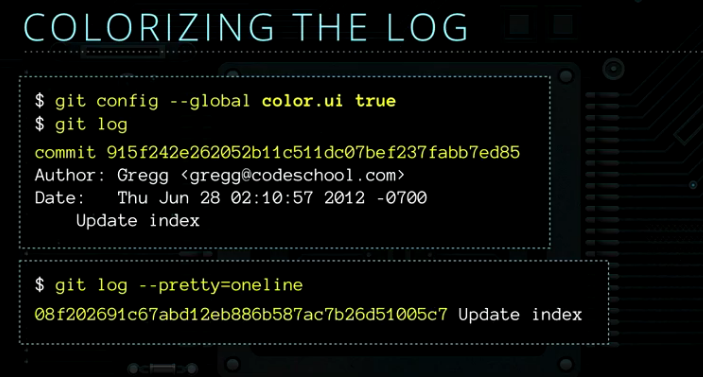 COLORIZING THE LOG
$ git config --global color.ui true
$ git log
commit 915f242e262052b11c511dc07bef237fabb7ed85
Author: Gregg <gregg@codeschool.com>
Date:   Thu Jun 28 02:10:57 2012 -0700
    Update index
$ git log --pretty=oneline
08f202691c67abd12eb886b587ac7b26d51005c7 Update index